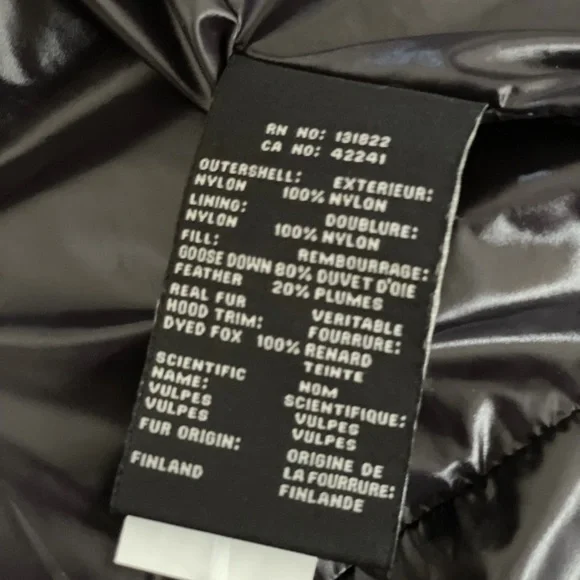 RN NO: 131822
CA NO: 42241
OUTERSHELL: EXTERIEUR:
NYLON 100% NYLON
LINING: DOUBLURE:
NYLON 100% NYLON
FILL: REMBOURRAGE:
GOOSE DOWN 80% DUVET D'OIE
FEATHER 20% PLUMES
REAL FUR VERITABLE
HOOD TRIM: FOURRURE:
DYED FOX 100% RENARD
TEINTE
SCIENTIFIC NOM
NAME: SCIENTIFIQUE:
VULPES VULPES
VULPES VULPES
FUR ORIGIN: ORIGINE DE
LA FOURRURE:
FINLAND FINLANDE